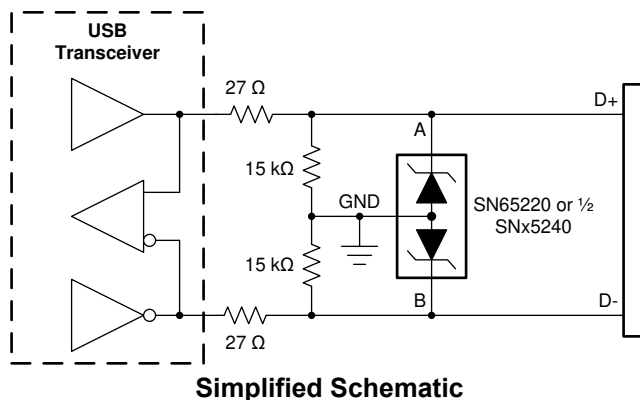 USB
Transceiver
27 Ω
D+
A
15 kΩ
GND
SN65220 or ½
SNx5240
15 kΩ
B
D-
27 Ω
Simplified Schematic